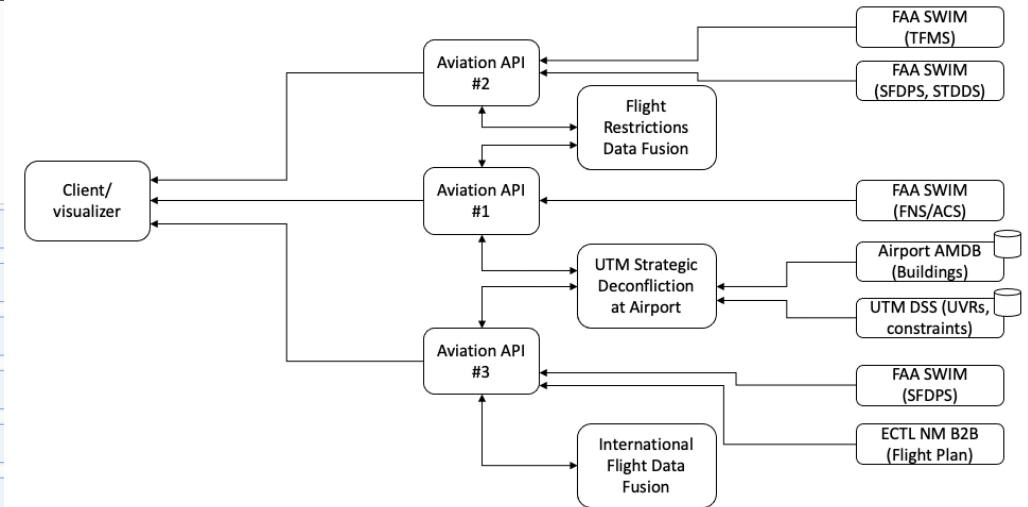 FAA SWIM
(TFMS)
Aviation API
#2
FAA SWIM
(SFDPS, STDDS)
Flight
Restrictions
Data Fusion
Client/
visualizer
Aviation API
#1
FAA SWIM
(FNS/ACS)
UTM Strategic
Deconfliction
at Airport
Airport AMDB
(Buildings)
UTM DSS (UVRs,
constraints)
Aviation API
#3
FAA SWIM
(SFDPS)
ECTL NM B2B
(Flight Plan)
International
Flight Data
Fusion